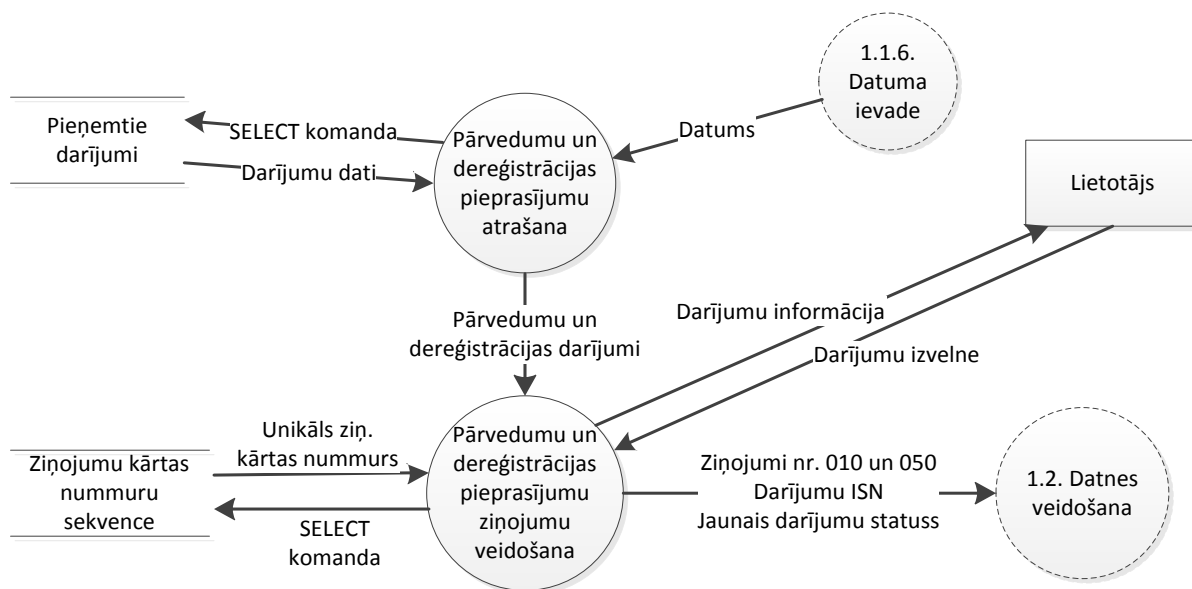 1.1.6.
Datuma
ievade
Pieņemtie
darījumi
SELECT komanda
Darījumu dati
Pārvedumu un
dereģistrācijas
pieprasījumu
atrašana
Datums
Lietotājs
Pārvedumu un
dereģistrācijas darījumi
Darījumu informācija
Darījumu izvelne
Ziņojumu kārtas
nummuru
sekvence
Unikāls ziņ.
kārtas nummurs
SELECT
komanda
Pārvedumu un
dereģistrācijas
pieprasījumu
ziņojumu
veidošana
Ziņojumi nr. 010 un 050
Darījumu ISN
Jaunais darījumu statuss
1.2. Datnes
veidošana